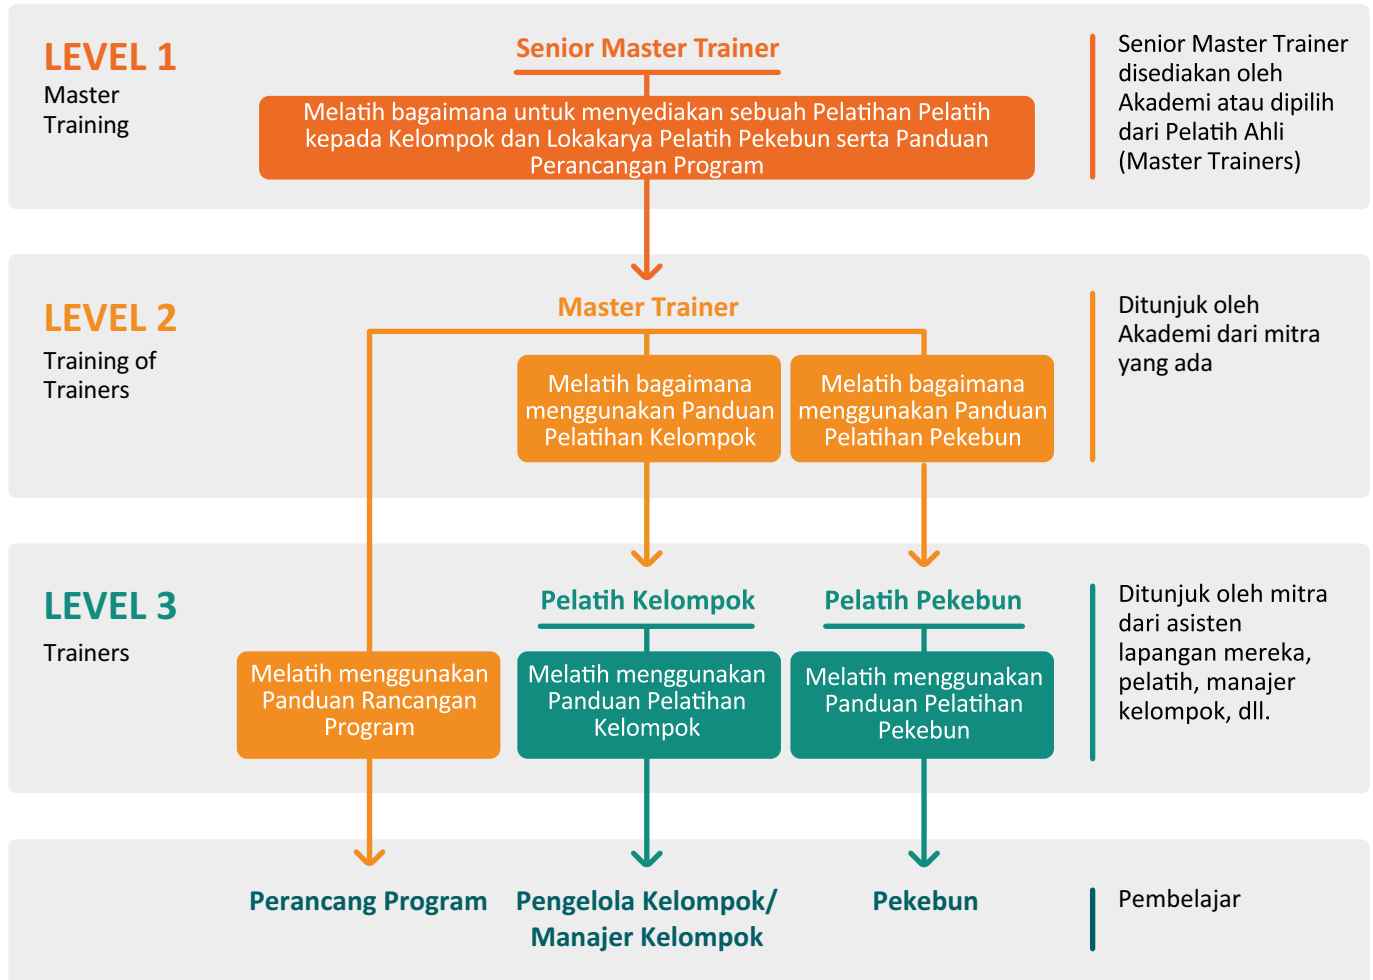 LEVEL 1
Master
Training
Senior Master Trainer
Melatih bagaimana untuk menyediakan sebuah Pelatihan Pelatih
kepada Kelompok dan Lokakarya Pelatih Pekebun serta Panduan
Perancangan Program
Senior Master Trainer
disediakan oleh
Akademi atau dipilih
dari Pelatih Ahli
(Master Trainers)
LEVEL 2
Training of
Trainers
Master Trainer
Melatih bagaimana
menggunakan Panduan
Pelatihan Kelompok
Melatih bagaimana
menggunakan Panduan
Pelatihan Pekebun
Ditunjuk oleh
Akademi dari mitra
yang ada
LEVEL 3
Trainers
Melatih menggunakan
Panduan Rancangan
Program
Pelatih Kelompok
Melatih menggunakan
Panduan Pelatihan
Kelompok
Pelatih Pekebun
Melatih menggunakan
Panduan Pelatihan
Pekebun
Ditunjuk oleh mitra
dari asisten
lapangan mereka,
pelatih, manajer
kelompok, dll.
Perancang Program
Pengelola Kelompok/
Manajer Kelompok
Pekebun
Pembelajar